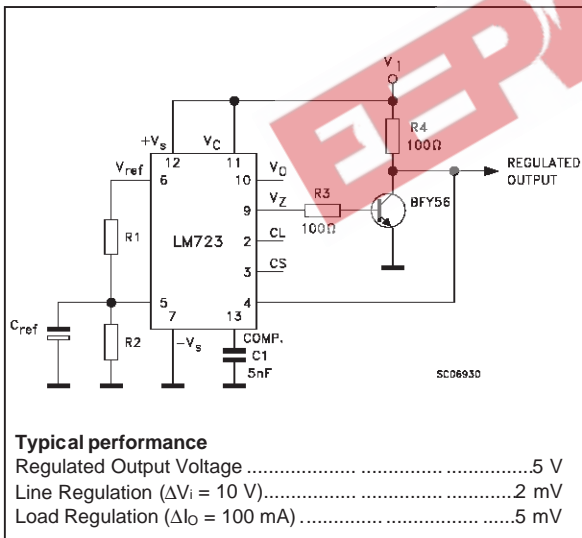 EEPW
V1
R4
100Ω
+Vs
VC
12
11
Vref
6
10
VO
REGULATED
OUTPUT
9
VZ
R3
100Ω
BFY56
R1
LM723
2
CL
3
CS
5
4
Cref
R2
7
13
−Vs
COMP.
C1
5nF
SC06930
Typical performance
Regulated Output Voltage ................... ................... ...................5 V
Line Regulation (ΔVi = 10 V)................... ................... ...................2 mV
Load Regulation (ΔIO = 100 mA) ................... ................... ......5 mV